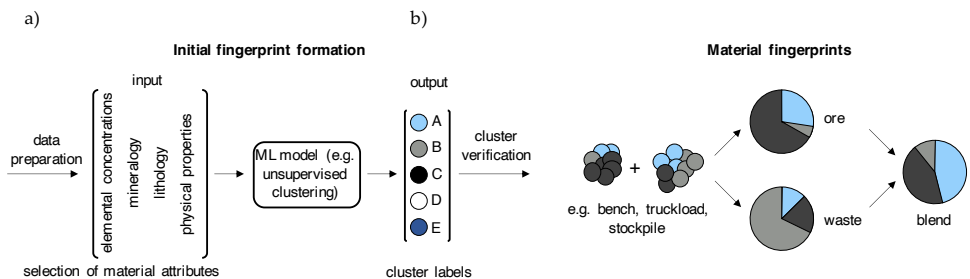 a)
b)
Initial fingerprint formation
Material fingerprints
input
output
data
preparation
elemental concentrations
mineralogy
lithology
physical properties
ML model (e.g.
unsupervised
clustering)
A
B
C
D
E
cluster
verification
selection of material attributes
cluster labels
+
e.g. bench, truckload,
stockpile
ore
waste
blend